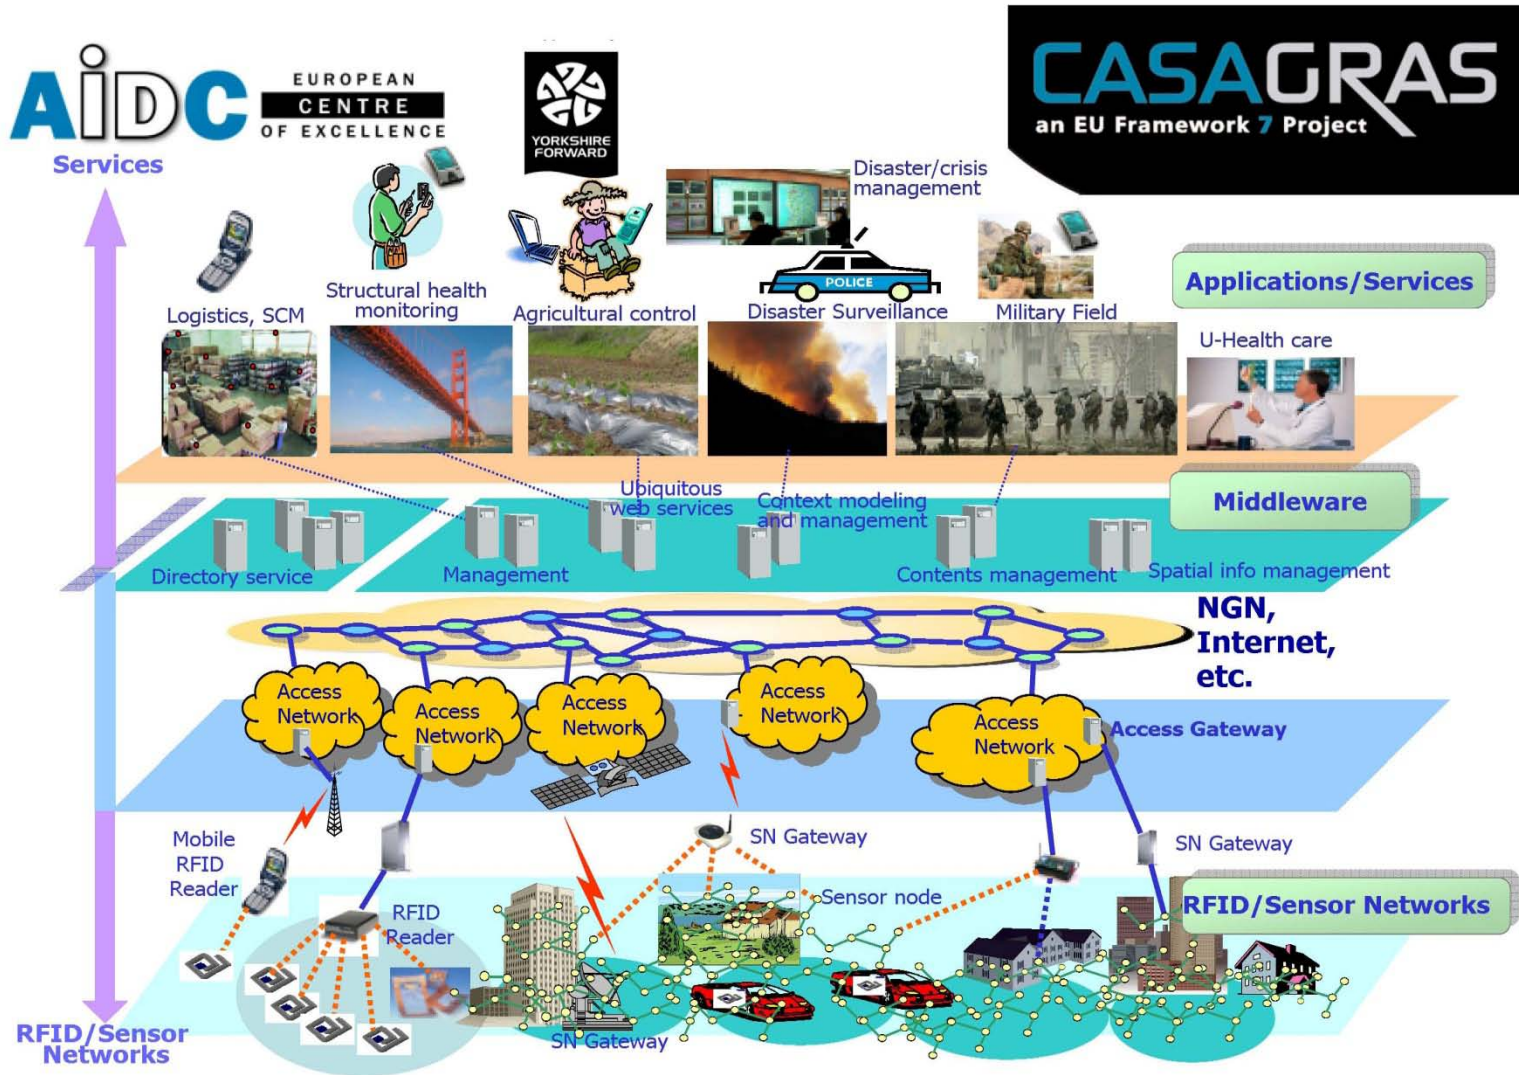 AiDC
EUROPEAN
CENTRE
OF EXCELLENCE
YORKSHIRE
FORWARD
CASAGRAS
an EU Framework 7 Project
Services
Disaster/crisis
management
POLICE
Applications/Services
Logistics, SCM
Structural health
monitoring
Agricultural control
Disaster Surveillance
Military Field
U-Health care
Middleware
Ubiquitous
web services
Context modeling
and management
Directory service
Management
Contents management
Spatial info management
NGN,
Internet,
etc.
Access
Network
Access
Network
Access
Network
Access
Network
Access
Network
Access Gateway
Mobile
RFID
Reader
SN Gateway
SN Gateway
RFID
Reader
Sensor node
RFID/Sensor Networks
SN Gateway
RFID/Sensor
Networks